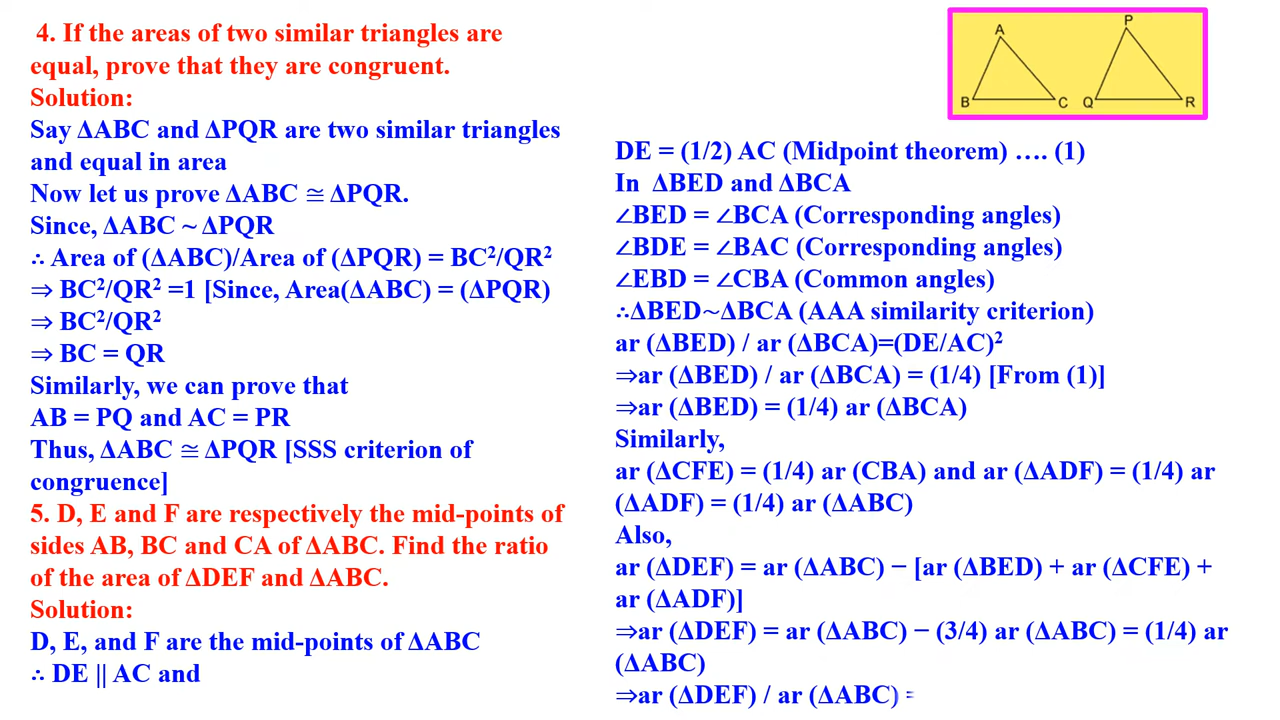 4. If the areas of two similar triangles are
equal, prove that they are congruent.
Solution:
Say ΔABC and ΔPQR are two similar triangles
and equal in area
Now let us prove ΔABC ≅ ΔPQR.
Since, ΔABC ~ ΔPQR
∴ Area of (ΔABC)/Area of (ΔPQR) = BC²/QR²
⇒ BC²/QR² =1 [Since, Area(ΔABC) = (ΔPQR)
⇒ BC²/QR²
⇒ BC = QR
Similarly, we can prove that
AB = PQ and AC = PR
Thus, ΔABC ≅ ΔPQR [SSS criterion of
congruence]
5. D, E and F are respectively the mid-points of
sides AB, BC and CA of ΔABC. Find the ratio
of the area of ΔDEF and ΔABC.
Solution:
D, E, and F are the mid-points of ΔABC
∴ DE || AC and
A
P
B
C
Q
R
DE = (1/2) AC (Midpoint theorem) …. (1)
In ΔBED and ΔBCA
∠BED = ∠BCA (Corresponding angles)
∠BDE = ∠BAC (Corresponding angles)
∠EBD = ∠CBA (Common angles)
∴ΔBED~ΔBCA (AAA similarity criterion)
ar (ΔBED) / ar (ΔBCA)=(DE/AC)²
⇒ar (ΔBED) / ar (ΔBCA) = (1/4) [From (1)]
⇒ar (ΔBED) = (1/4) ar (ΔBCA)
Similarly,
ar (ΔCFE) = (1/4) ar (CBA) and ar (ΔADF) = (1/4) ar
(ΔADF) = (1/4) ar (ΔABC)
Also,
ar (ΔDEF) = ar (ΔABC) − [ar (ΔBED) + ar (ΔCFE) +
ar (ΔADF)]
⇒ar (ΔDEF) = ar (ΔABC) − (3/4) ar (ΔABC) = (1/4) ar
(ΔABC)
⇒ar (ΔDEF) / ar (ΔABC) =